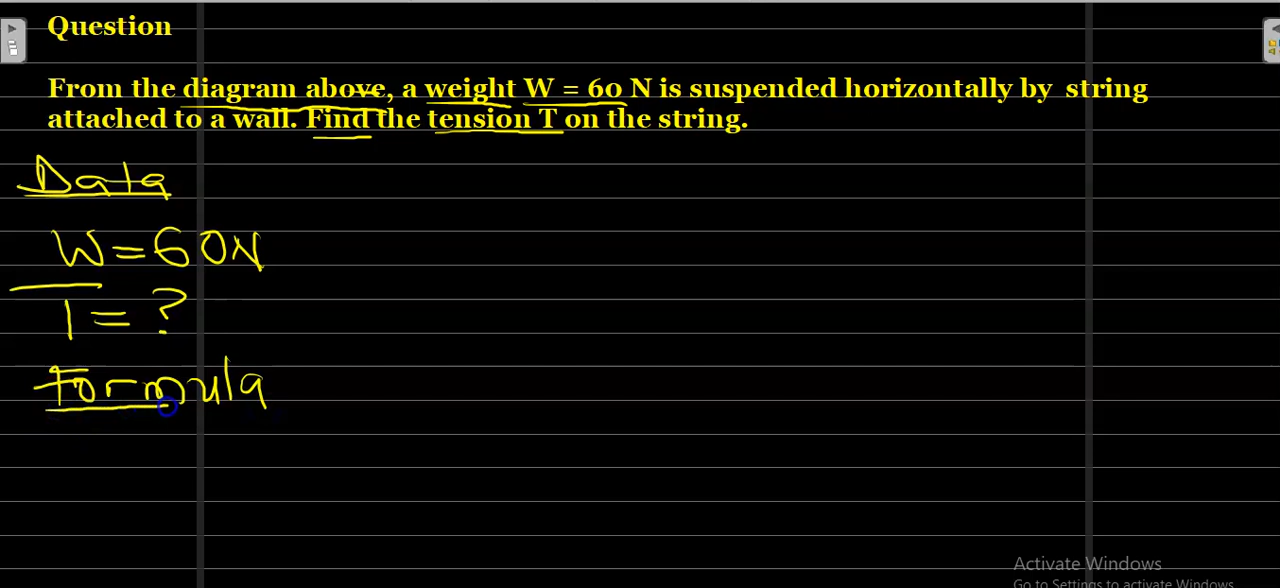 Question
From the diagram above, a weight W = 60 N is suspended horizontally by string
attached to a wall. Find the tension T on the string.
Data
W = 60N
T = ?
Formula
Activate Windows
Go to Settings to activate Windows.